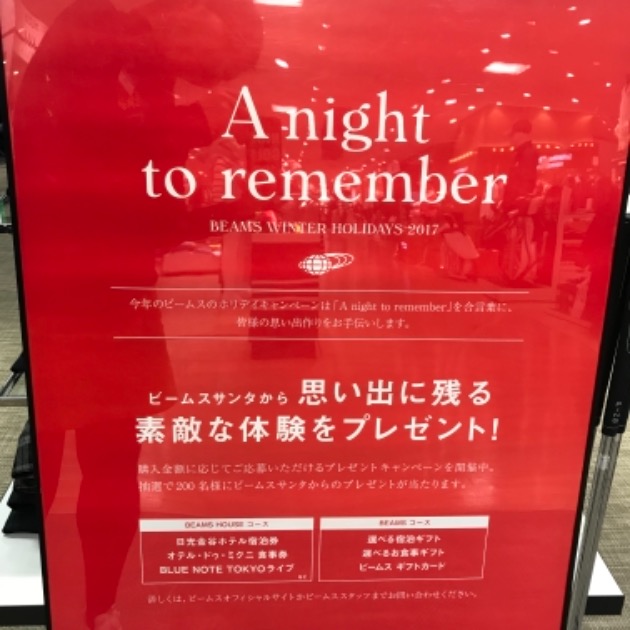 A night
to remember
BEAMS WINTER HOLIDAYS 2017
今年のビームスのホリデイキャンペーンは「A night to remember」を合言葉に、
皆様の思い出作りをお手伝いします。
ビームスサンタから 思い出に残る
素敵な体験をプレゼント!
購入金額に応じてご応募いただけるプレゼントキャンペーンを開催中。
抽選で200名様にビームスサンタからのプレゼントが当たります。
BEAMS HOUSE コース
日光金谷ホテル宿泊券
オテル・ドゥ・ミクニ 食事券
BLUE NOTE TOKYOライブ
など
BEAMS コース
選べる宿泊ギフト
選べるお食事ギフト
ビームス ギフトカード
詳しくは、ビームスオフィシャルサイトかビームススタッフまでお問い合わせください。